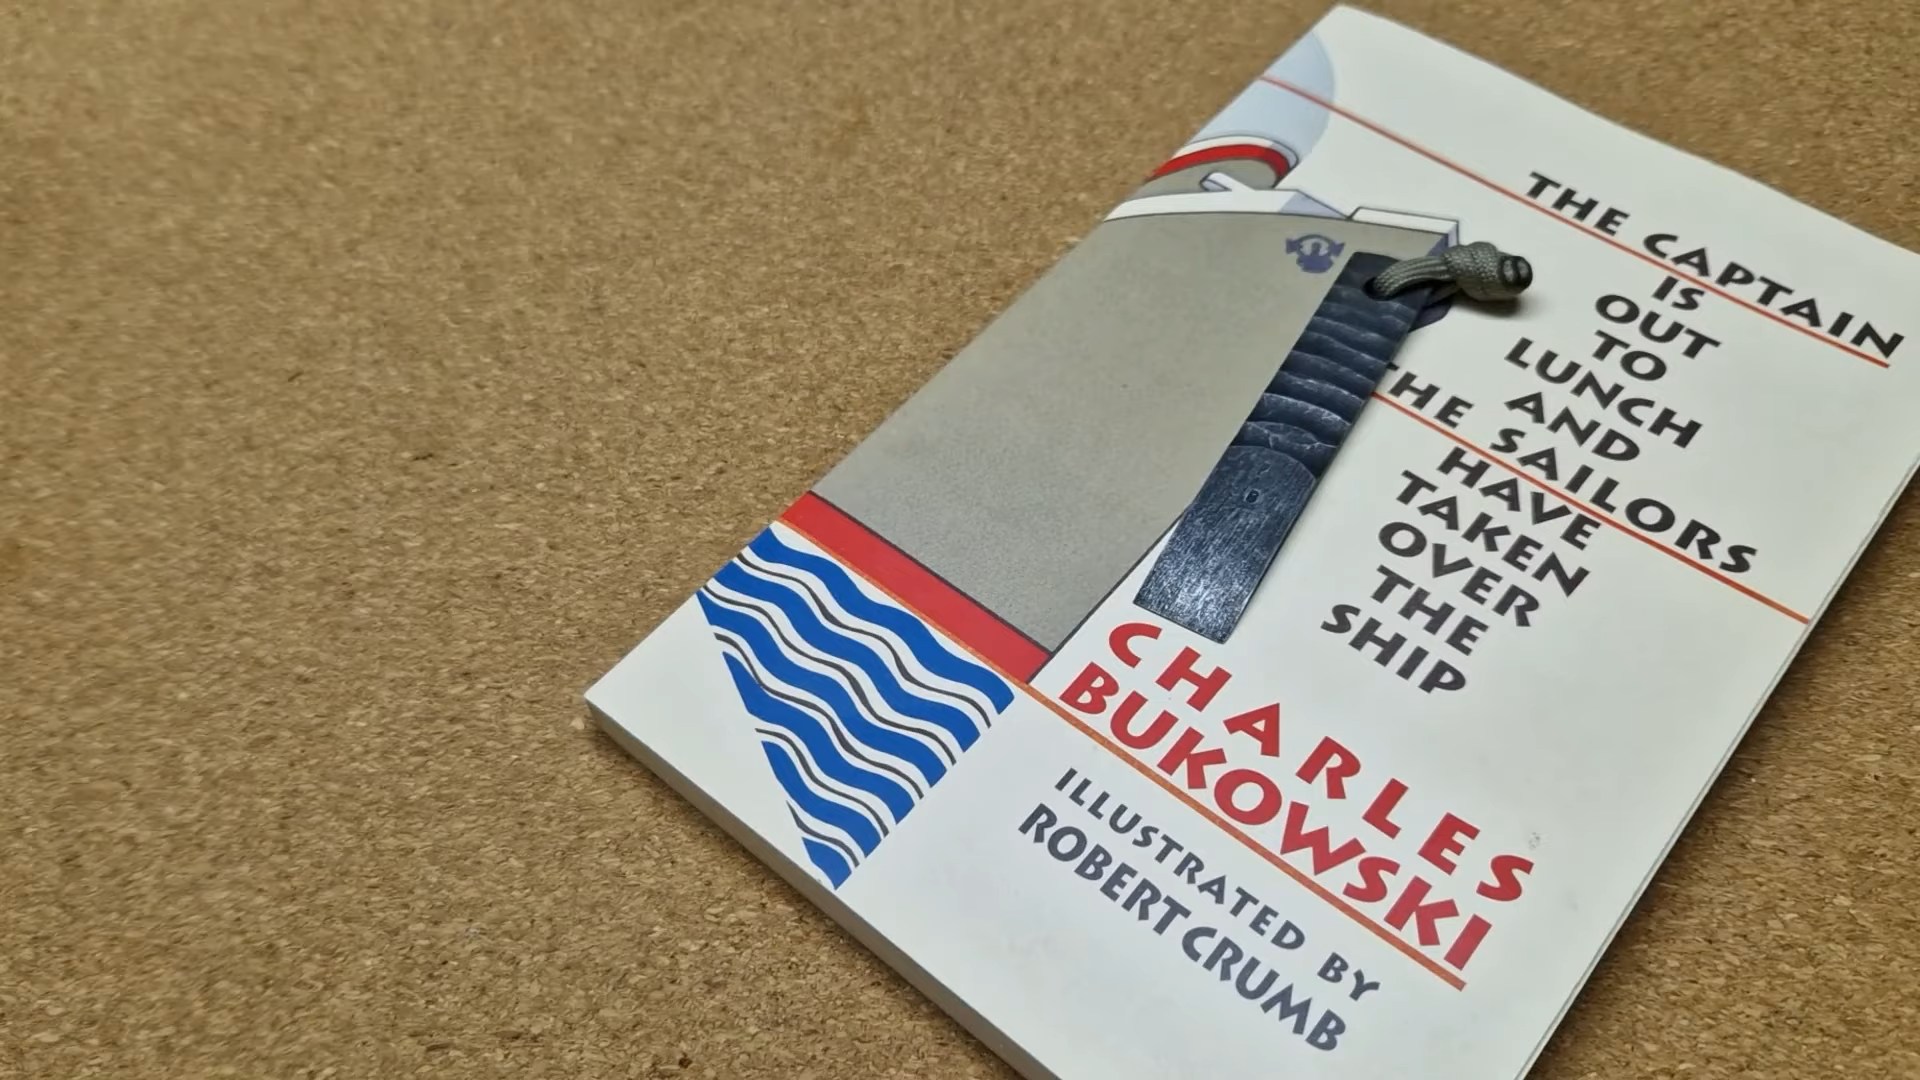 THE CAPTAIN
IS
OUT
TO
LUNCH
AND
THE SAILORS
HAVE
TAKEN
OVER
THE
SHIP
CHARLES
BUKOWSKI
ILLUSTRATED BY
ROBERT CRUMB